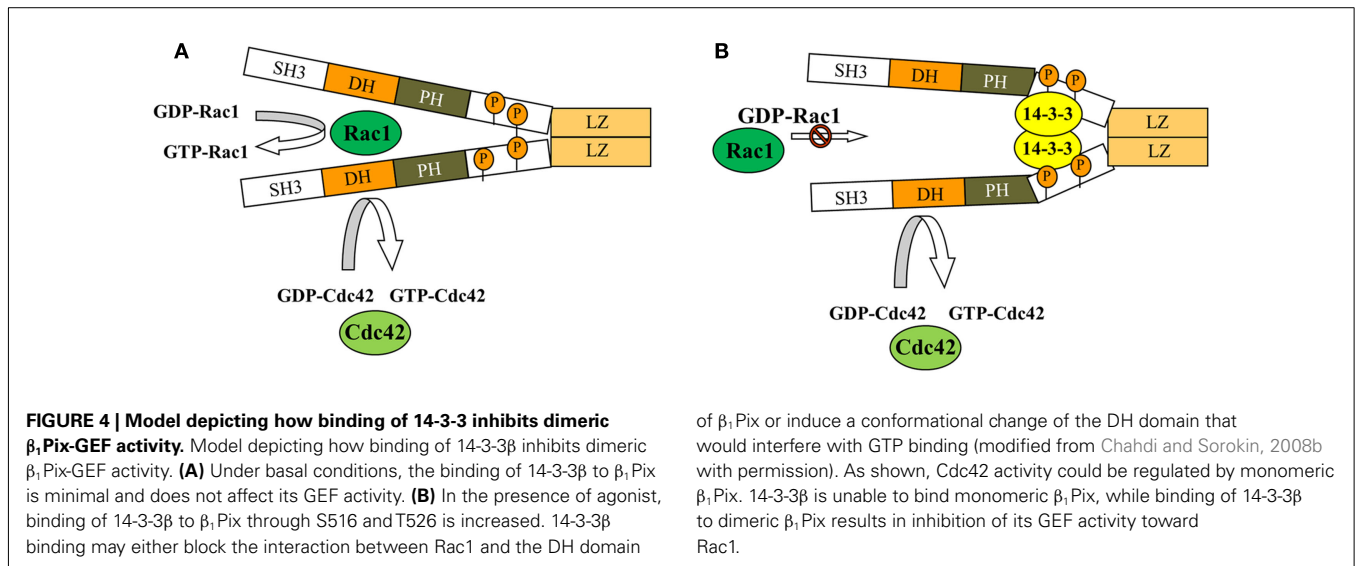 A
SH3 DH PH P P LZ
GDP-Rac1
Rac1
GTP-Rac1
LZ
SH3 DH PH P P
GDP-Cdc42 GTP-Cdc42
Cdc42
B
SH3 DH PH P P
GDP-Rac1
14-3-3 LZ
Rac1
14-3-3 LZ
SH3 DH PH P P
GDP-Cdc42 GTP-Cdc42
Cdc42
FIGURE 4 | Model depicting how binding of 14-3-3 inhibits dimeric
β₁Pix-GEF activity. Model depicting how binding of 14-3-3β inhibits dimeric
β₁Pix-GEF activity. (A) Under basal conditions, the binding of 14-3-3β to β₁Pix
is minimal and does not affect its GEF activity. (B) In the presence of agonist,
binding of 14-3-3β to β₁Pix through S516 and T526 is increased. 14-3-3β
binding may either block the interaction between Rac1 and the DH domain
of β₁Pix or induce a conformational change of the DH domain that
would interfere with GTP binding (modified from Chahdi and Sorokin, 2008b
with permission). As shown, Cdc42 activity could be regulated by monomeric
β₁Pix. 14-3-3β is unable to bind monomeric β₁Pix, while binding of 14-3-3β
to dimeric β₁Pix results in inhibition of its GEF activity toward
Rac1.